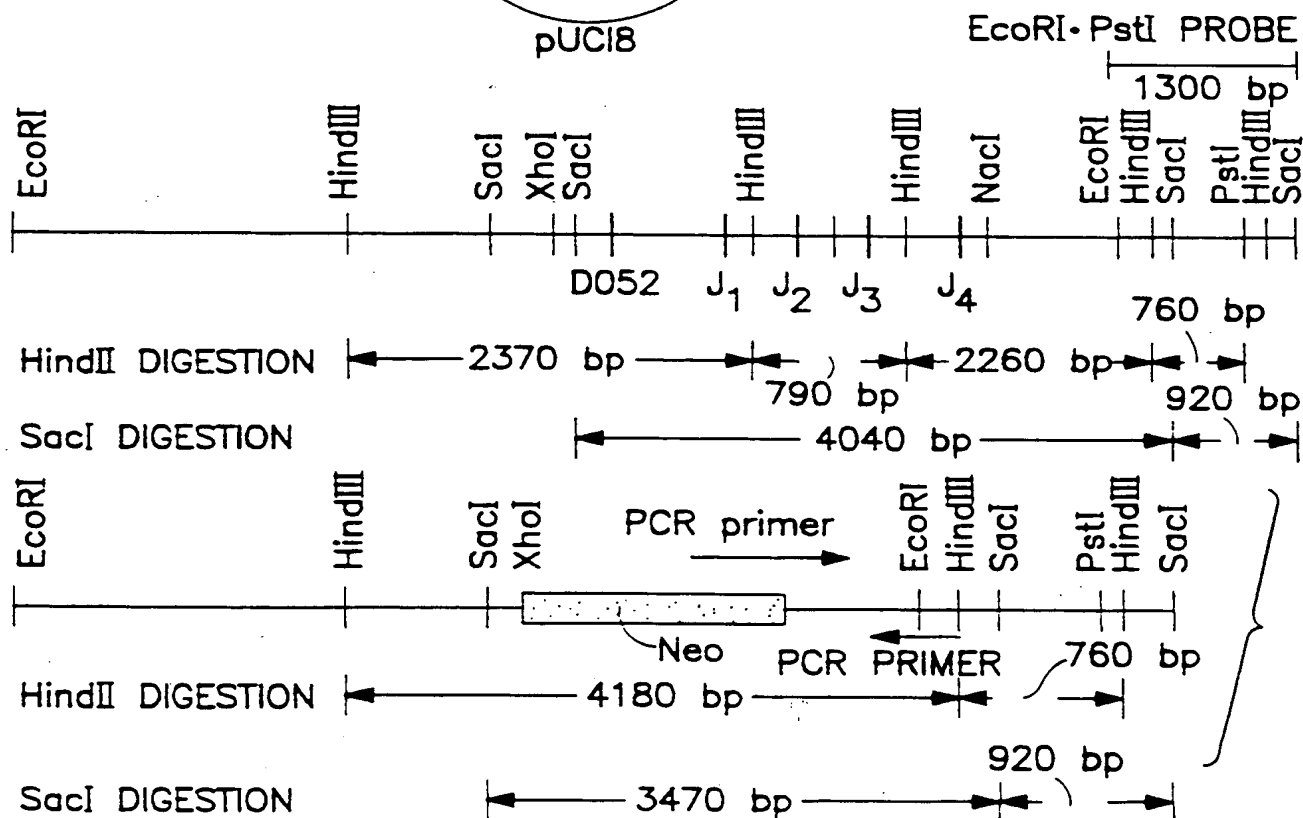 pUC18
EcoRI·PstI PROBE
1300 bp
EcoRI
HindIII
SacI
XhoI
SacI
HindIII
HindIII
NacI
EcoRI
HindIII
SacI
PstI
HindIII
SacI
D052
J1
J2
J3
J4
HindII DIGESTION
2370 bp
790 bp
2260 bp
760 bp
SacI DIGESTION
4040 bp
920 bp
EcoRI
HindIII
SacI
XhoI
PCR primer
EcoRI
HindIII
SacI
PstI
HindIII
SacI
Neo
PCR PRIMER
HindII DIGESTION
4180 bp
760 bp
SacI DIGESTION
3470 bp
920 bp